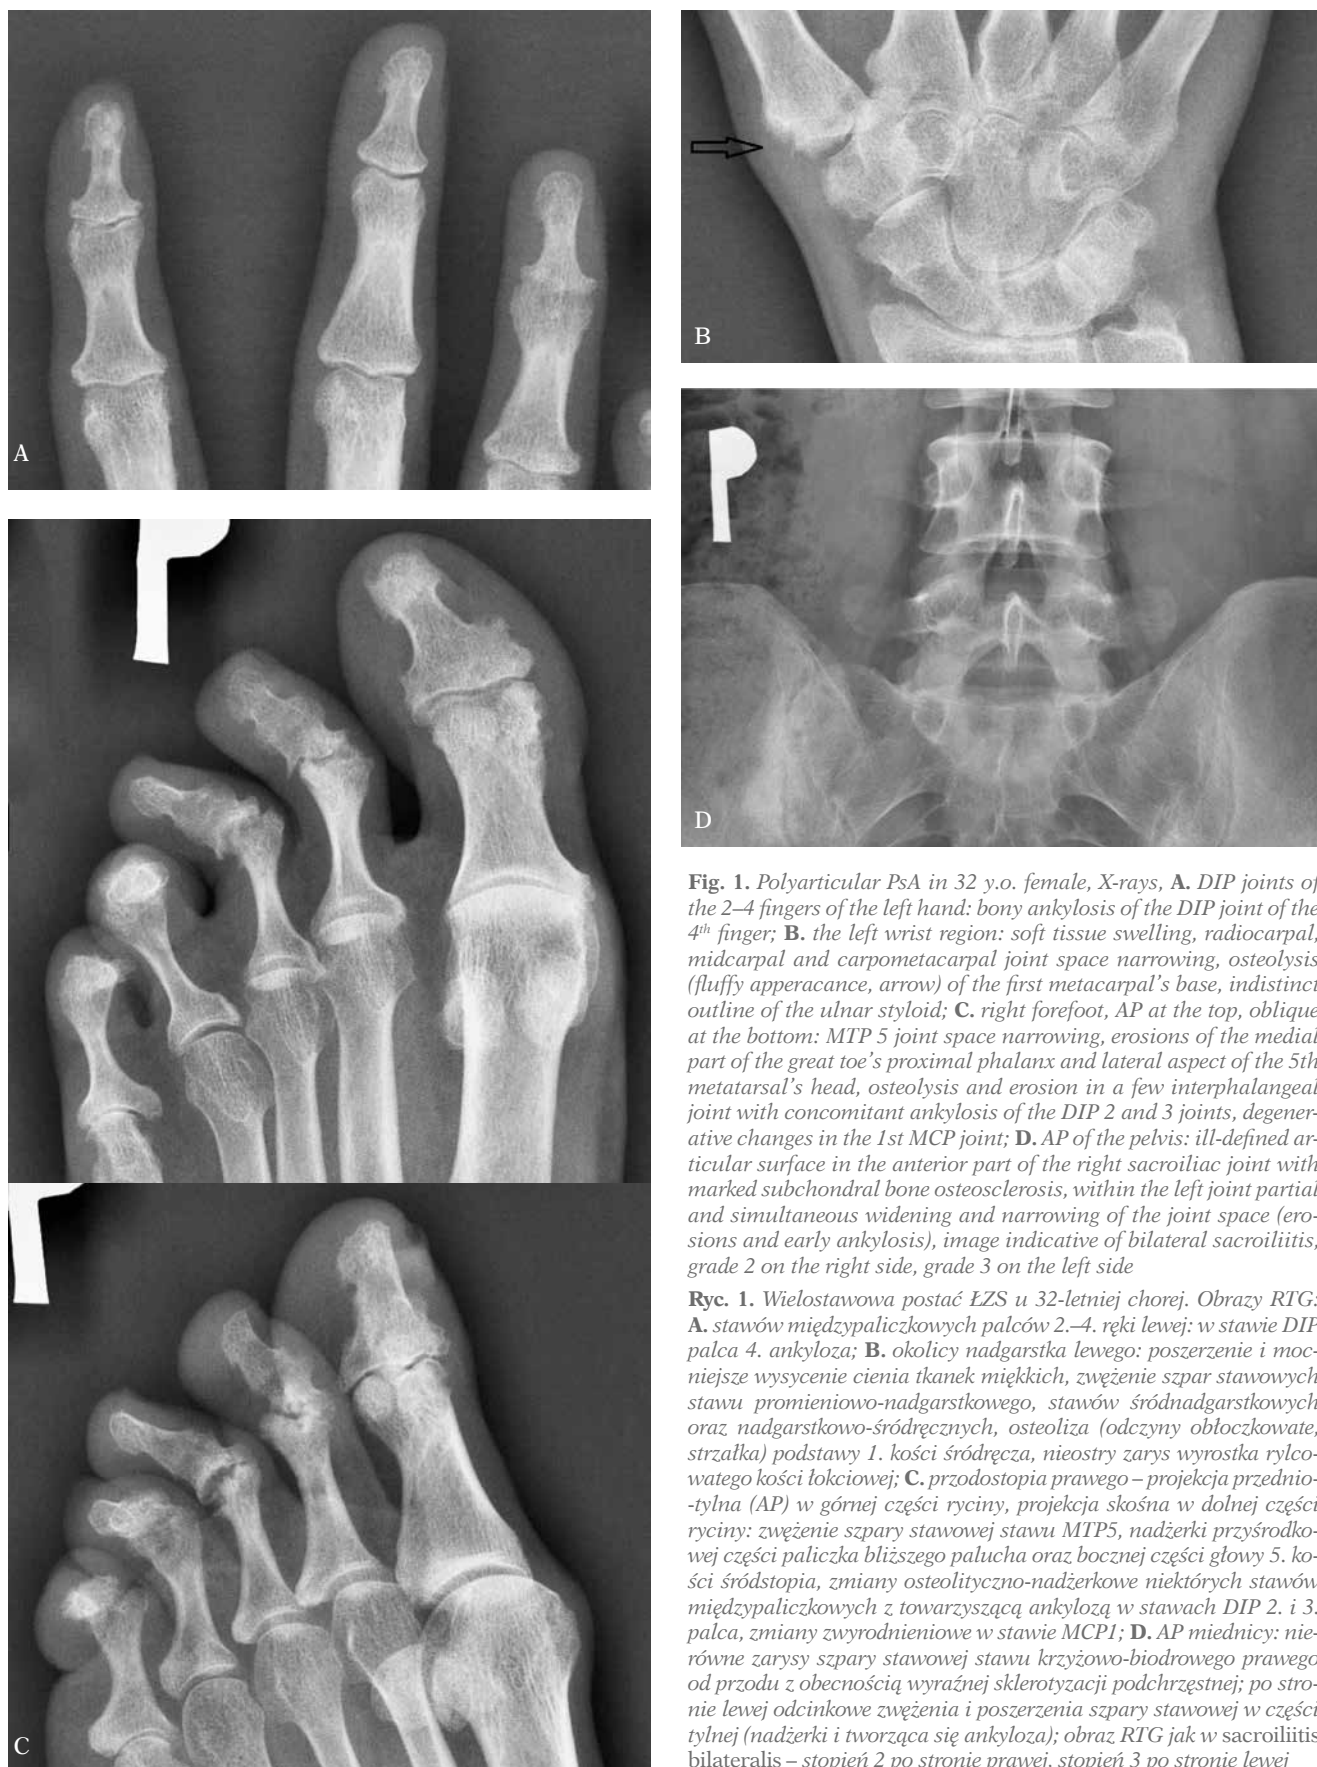 A
B
C
D
Fig. 1. Polyarticular PsA in 32 y.o. female, X-rays, A. DIP joints of
the 2–4 fingers of the left hand: bony ankylosis of the DIP joint of the
4th finger; B. the left wrist region: soft tissue swelling, radiocarpal,
midcarpal and carpometacarpal joint space narrowing, osteolysis
(fluffy apperacance, arrow) of the first metacarpal's base, indistinct
outline of the ulnar styloid; C. right forefoot, AP at the top, oblique
at the bottom: MTP 5 joint space narrowing, erosions of the medial
part of the great toe's proximal phalanx and lateral aspect of the 5th
metatarsal's head, osteolysis and erosion in a few interphalangeal
joint with concomitant ankylosis of the DIP 2 and 3 joints, degener-
ative changes in the 1st MCP joint; D. AP of the pelvis: ill-defined ar-
ticular surface in the anterior part of the right sacroiliac joint with
marked subchondral bone osteosclerosis, within the left joint partial
and simultaneous widening and narrowing of the joint space (ero-
sions and early ankylosis), image indicative of bilateral sacroiliitis,
grade 2 on the right side, grade 3 on the left side
Ryc. 1. Wielostawowa postać ŁZS u 32-letniej chorej. Obrazy RTG:
A. stawów międzypaliczkowych palców 2.–4. ręki lewej: w stawie DIP
palca 4. ankyloza; B. okolicy nadgarstka lewego: poszerzenie i moc-
niejsze wysycenie cienia tkanek miękkich, zwężenie szpar stawowych
stawu promieniowo-nadgarstkowego, stawów śródnadgarstkowych
oraz nadgarstkowo-śródręcznych, osteoliza (odczyny obłoczkowate,
strzałka) podstawy 1. kości śródręcza, nieostry zarys wyrostka rylco-
watego kości łokciowej; C. przodostopia prawego – projekcja przednio-
-tylna (AP) w górnej części ryciny, projekcja skośna w dolnej części
ryciny: zwężenie szpary stawowej stawu MTP5, nadżerki przyśrodko-
wej części paliczka bliższego palucha oraz bocznej części głowy 5. ko-
ści śródstopia, zmiany osteolityczno-nadżerkowe niektórych stawów
międzypaliczkowych z towarzyszącą ankylozą w stawach DIP 2. i 3.
palca, zmiany zwyrodnieniowe w stawie MCP1; D. AP miednicy: nie-
równe zarysy szpary stawowej stawu krzyżowo-biodrowego prawego
od przodu z obecnością wyraźnej sklerotyzacji podchrzęstnej; po stro-
nie lewej odcinkowe zwężenia i poszerzenia szpary stawowej w części
tylnej (nadżerki i tworząca się ankyloza); obraz RTG jak w sacroiliitis
bilateralis – stopień 2 po stronie prawej, stopień 3 po stronie lewej